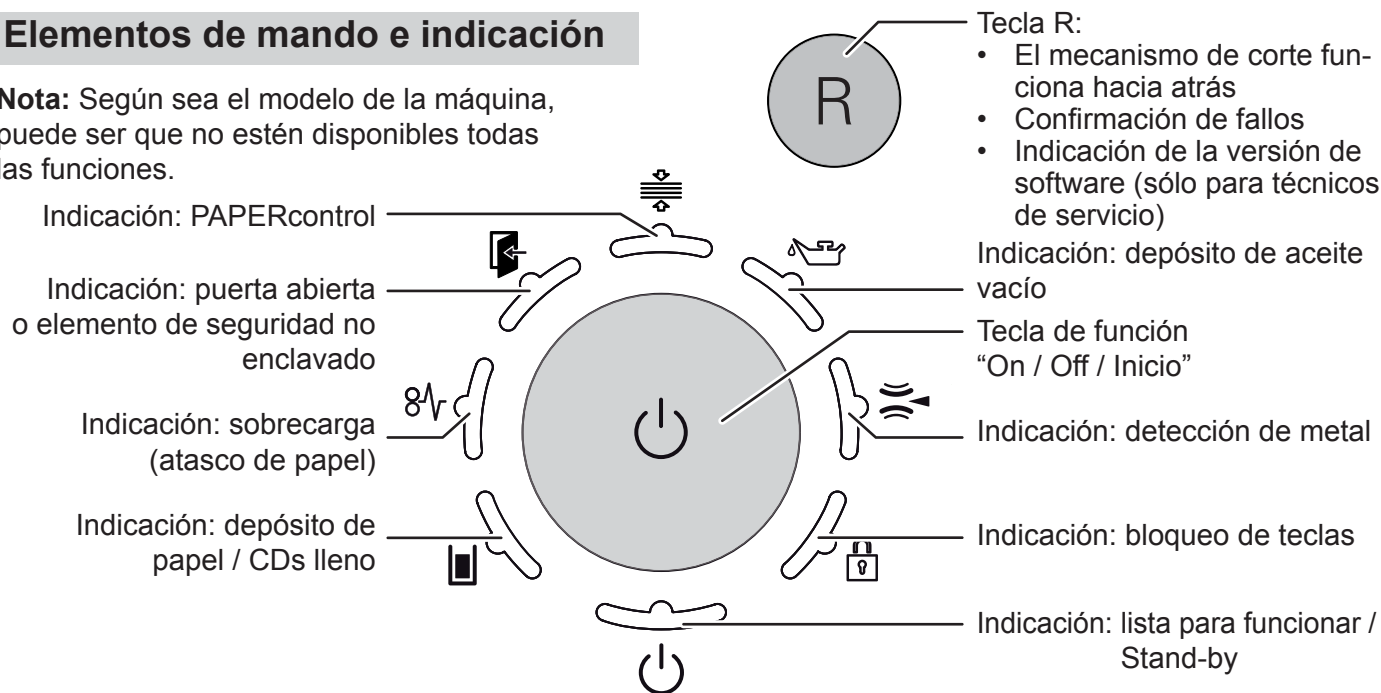 Elementos de mando e indicación
Nota: Según sea el modelo de la máquina,
puede ser que no estén disponibles todas
las funciones.
R
Tecla R:
• El mecanismo de corte fun-
ciona hacia atrás
• Confirmación de fallos
• Indicación de la versión de
software (sólo para técnicos
de servicio)
Indicación: PAPERcontrol
Indicación: puerta abierta
o elemento de seguridad no
enclavado
Indicación: sobrecarga
(atasco de papel)
Indicación: depósito de
papel / CDs lleno
Indicación: depósito de aceite
vacío
Tecla de función
“On / Off / Inicio”
Indicación: detección de metal
Indicación: bloqueo de teclas
Indicación: lista para funcionar /
Stand-by